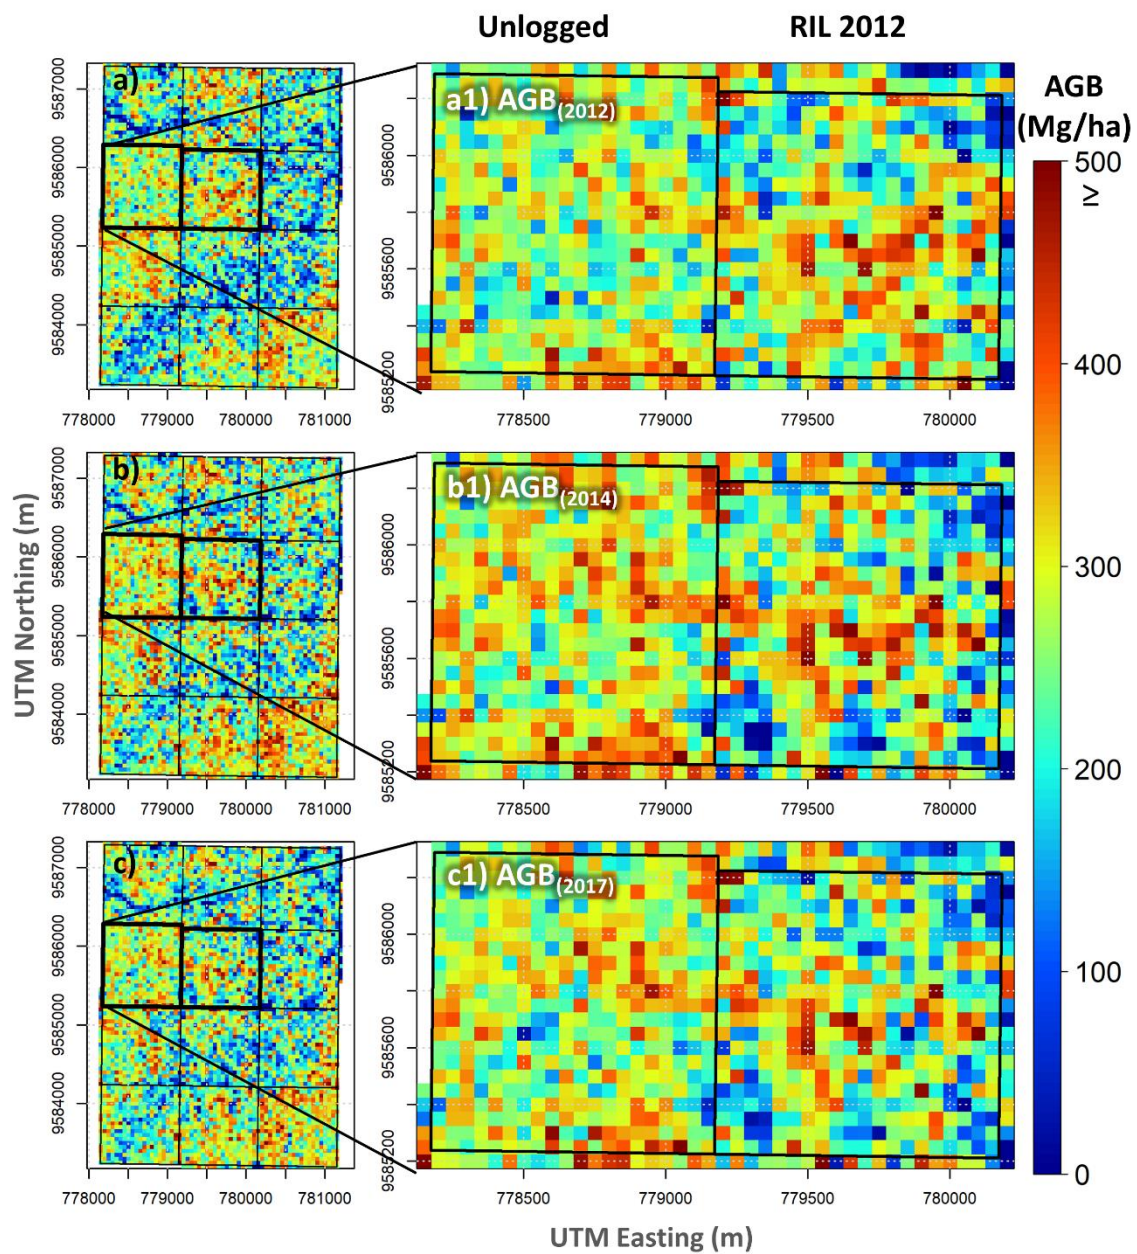 Unlogged RIL 2012
a) a1) AGB(2012)
9587000
9586000
9585000
9584000
778000 779000 780000 781000
9586000
9585600
9585200
778500 779000 779500 780000
b) b1) AGB(2014)
9587000
9586000
9585000
9584000
778000 779000 780000 781000
9586000
9585600
9585200
778500 779000 779500 780000
c) c1) AGB(2017)
9587000
9586000
9585000
9584000
778000 779000 780000 781000
9586000
9585600
9585200
778500 779000 779500 780000
UTM Northing (m)
UTM Easting (m)
AGB
(Mg/ha)
≥ 500
400
300
200
100
0